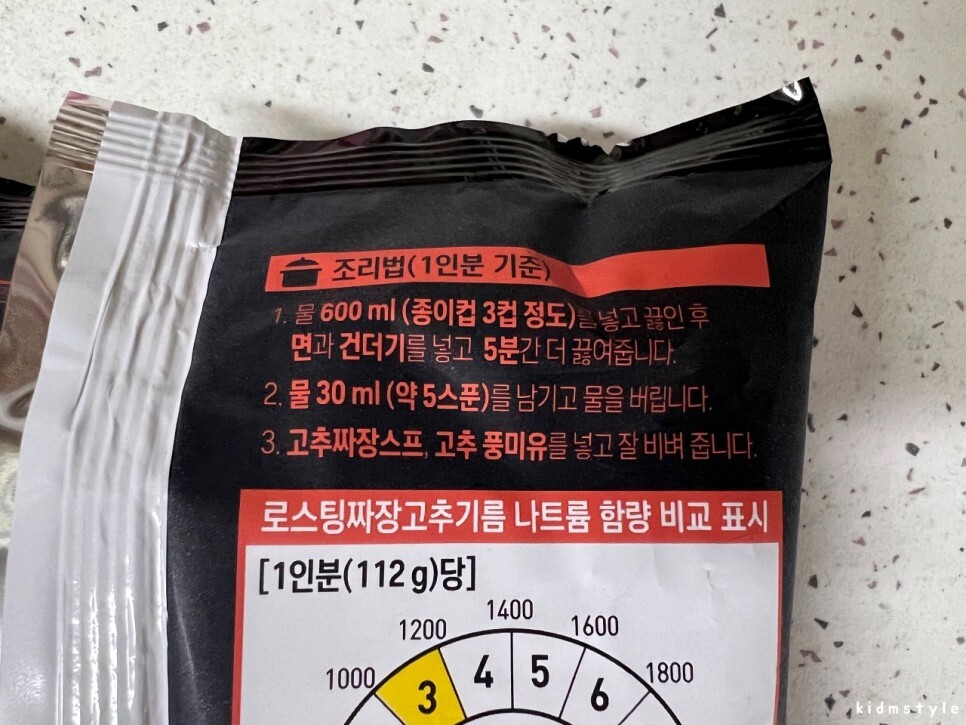 조리법(1인분 기준)
1. 물 600 ml (종이컵 3컵 정도)를 넣고 끓인 후
면과 건더기를 넣고 5분간 더 끓여줍니다.
2. 물 30 ml (약 5스푼)를 남기고 물을 버립니다.
3. 고추짜장스프, 고추 풍미유를 넣고 잘 비벼 줍니다.
로스팅짜장고추기름 나트륨 함량 비교 표시
[1인분(112 g)당]
1000 1200 1400 1600 1800
3 4 5 6
kidmstyle